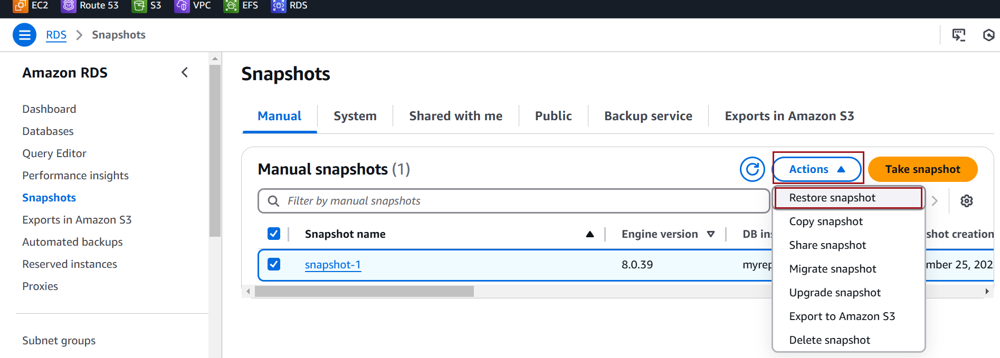 EC2 Route 53 S3 VPC EFS RDS
RDS Snapshots
Amazon RDS
Dashboard
Databases
Query Editor
Performance insights
Snapshots
Exports in Amazon S3
Automated backups
Reserved instances
Proxies
Subnet groups
Snapshots
Manual System Shared with me Public Backup service Exports in Amazon S3
Manual snapshots (1)
Actions
Take snapshot
Filter by manual snapshots
Snapshot name Engine version DB ins shot creation
snapshot-1 8.0.39 myrep mber 25, 202
Restore snapshot
Copy snapshot
Share snapshot
Migrate snapshot
Upgrade snapshot
Export to Amazon S3
Delete snapshot